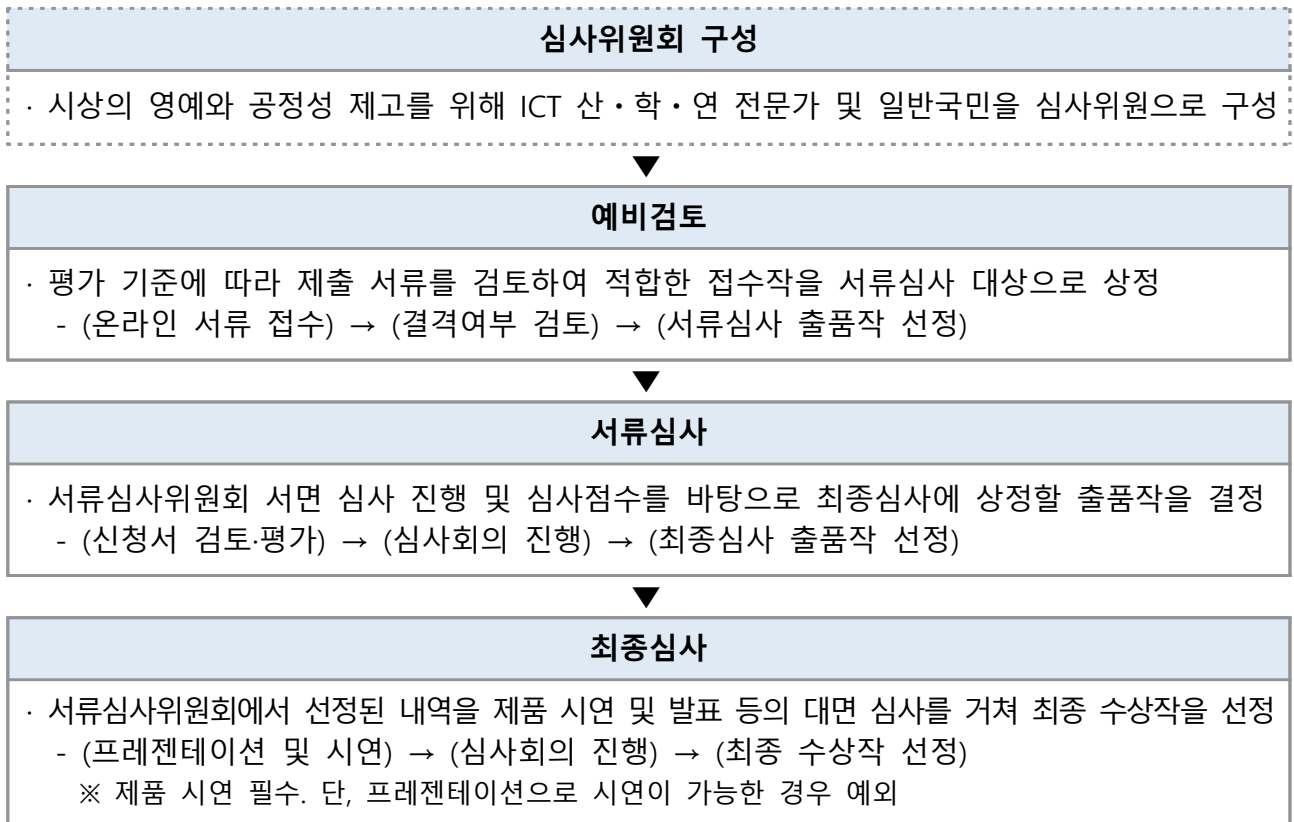 심사위원회 구성
· 시상의 영예와 공정성 제고를 위해 ICT 산・학・연 전문가 및 일반국민을 심사위원으로 구성
▼
예비검토
· 평가 기준에 따라 제출 서류를 검토하여 적합한 접수작을 서류심사 대상으로 상정
- (온라인 서류 접수) → (결격여부 검토) → (서류심사 출품작 선정)
▼
서류심사
· 서류심사위원회 서면 심사 진행 및 심사점수를 바탕으로 최종심사에 상정할 출품작을 결정
- (신청서 검토·평가) → (심사회의 진행) → (최종심사 출품작 선정)
▼
최종심사
· 서류심사위원회에서 선정된 내역을 제품 시연 및 발표 등의 대면 심사를 거쳐 최종 수상작을 선정
- (프레젠테이션 및 시연) → (심사회의 진행) → (최종 수상작 선정)
※ 제품 시연 필수. 단, 프레젠테이션으로 시연이 가능한 경우 예외